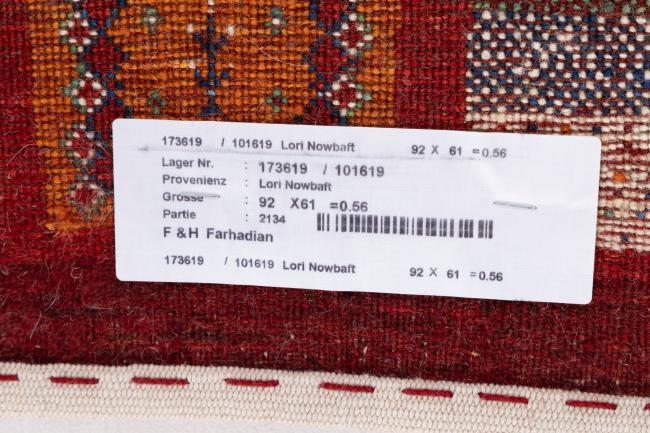 173619 / 101619 Lori Nowbaft 92 X 61 =0.56
Lager Nr. : 173619 / 101619
Provenienz : Lori Nowbaft
Grösse : 92 X61 =0.56
Partie : 2134
F & H Farhadian
173619 / 101619 Lori Nowbaft 92 X 61 =0.56